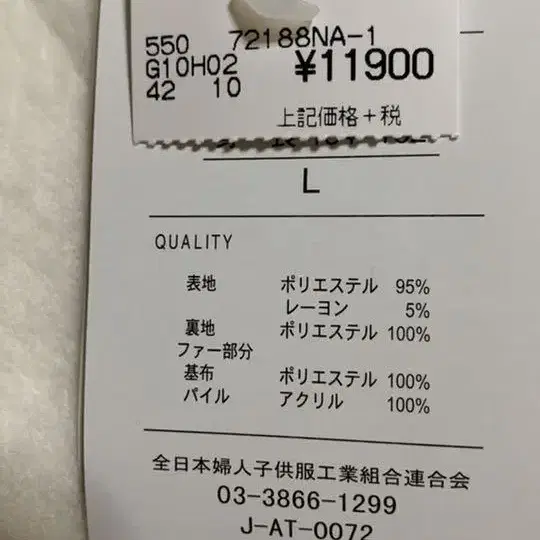 550 72188NA-1
G10H02 ¥11900
42 10
上記価格+税
L
QUALITY
表地 ポリエステル 95%
レーヨン 5%
裏地 ポリエステル 100%
ファー部分
基布 ポリエステル 100%
パイル アクリル 100%
全日本婦人子供服工業組合連合会
03-3866-1299
J-AT-0072